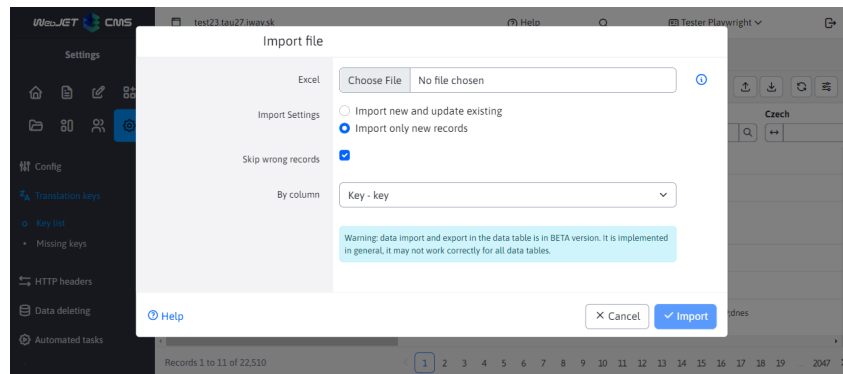 WebJET CMS
test23.tau27.iway.sk
Help
Tester Playwright
Import file
Settings
Excel
Choose File No file chosen
Import Settings
Import new and update existing
Import only new records
Czech
Skip wrong records
Config
By column
Key - key
Translation keys
Key list
Warning: data import and export in the data table is in BETA version. It is implemented
in general, it may not work correctly for all data tables.
Missing keys
HTTP headers
Data deleting
Help
Cancel
Import
Automated tasks
Records 1 to 11 of 22,510
1 2 3 4 5 6 7 8 9 10 11 12 13 14 15 16 17 18 19 … 2047